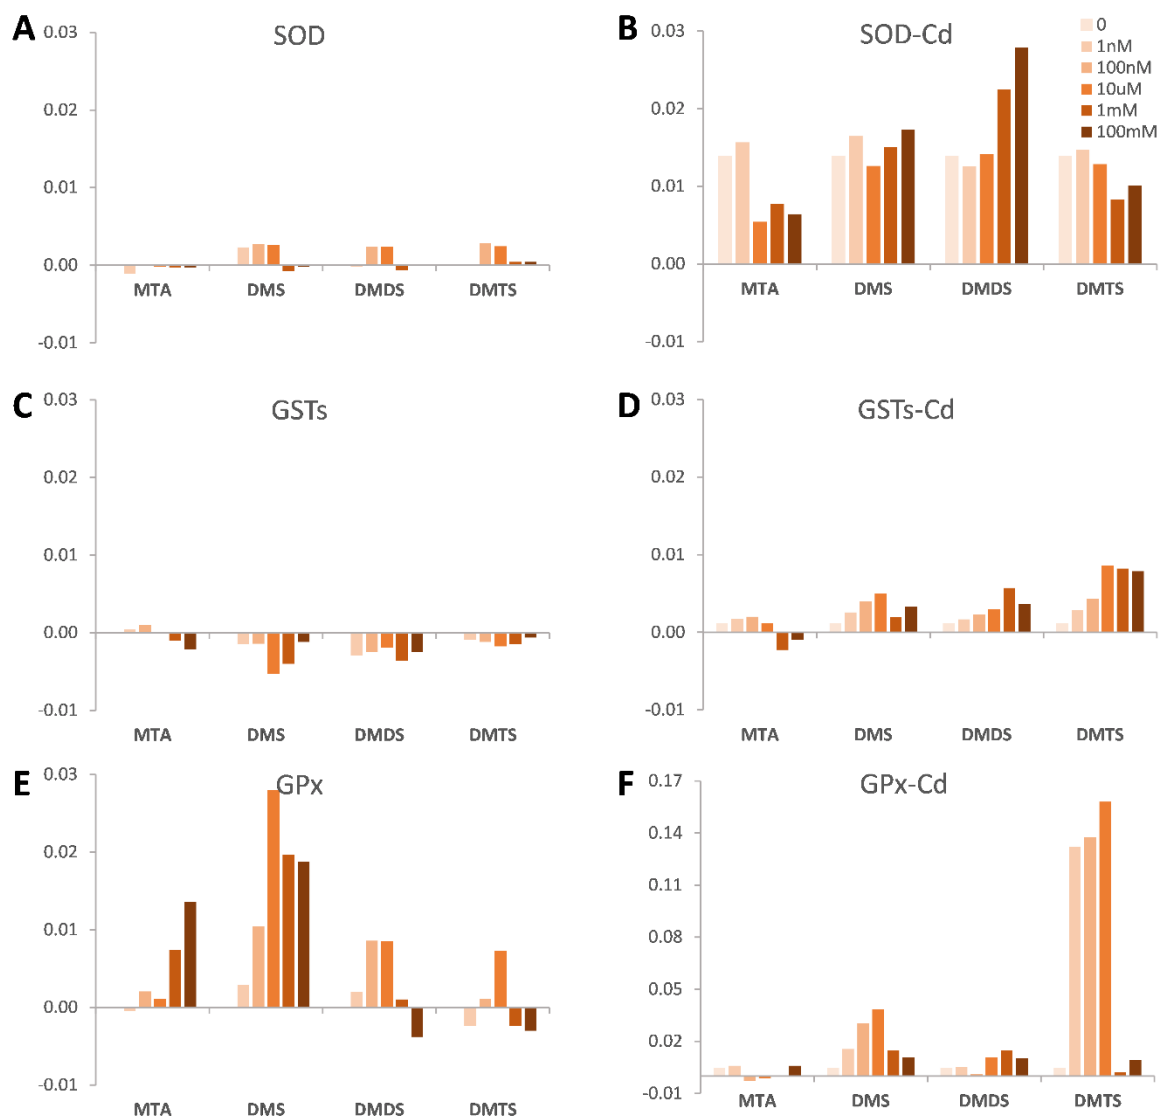 A
SOD
0.03
0.02
0.01
0.00
-0.01
MTA DMS DMDS DMTS
B
SOD-Cd
0.03
0.02
0.01
0.00
-0.01
MTA DMS DMDS DMTS
0
1nM
100nM
10uM
1mM
100mM
C
GSTs
0.03
0.02
0.01
0.00
-0.01
MTA DMS DMDS DMTS
D
GSTs-Cd
0.03
0.02
0.01
0.00
-0.01
MTA DMS DMDS DMTS
E
GPx
0.03
0.02
0.01
0.00
-0.01
MTA DMS DMDS DMTS
F
GPx-Cd
0.17
0.14
0.11
0.08
0.05
0.02
-0.01
MTA DMS DMDS DMTS